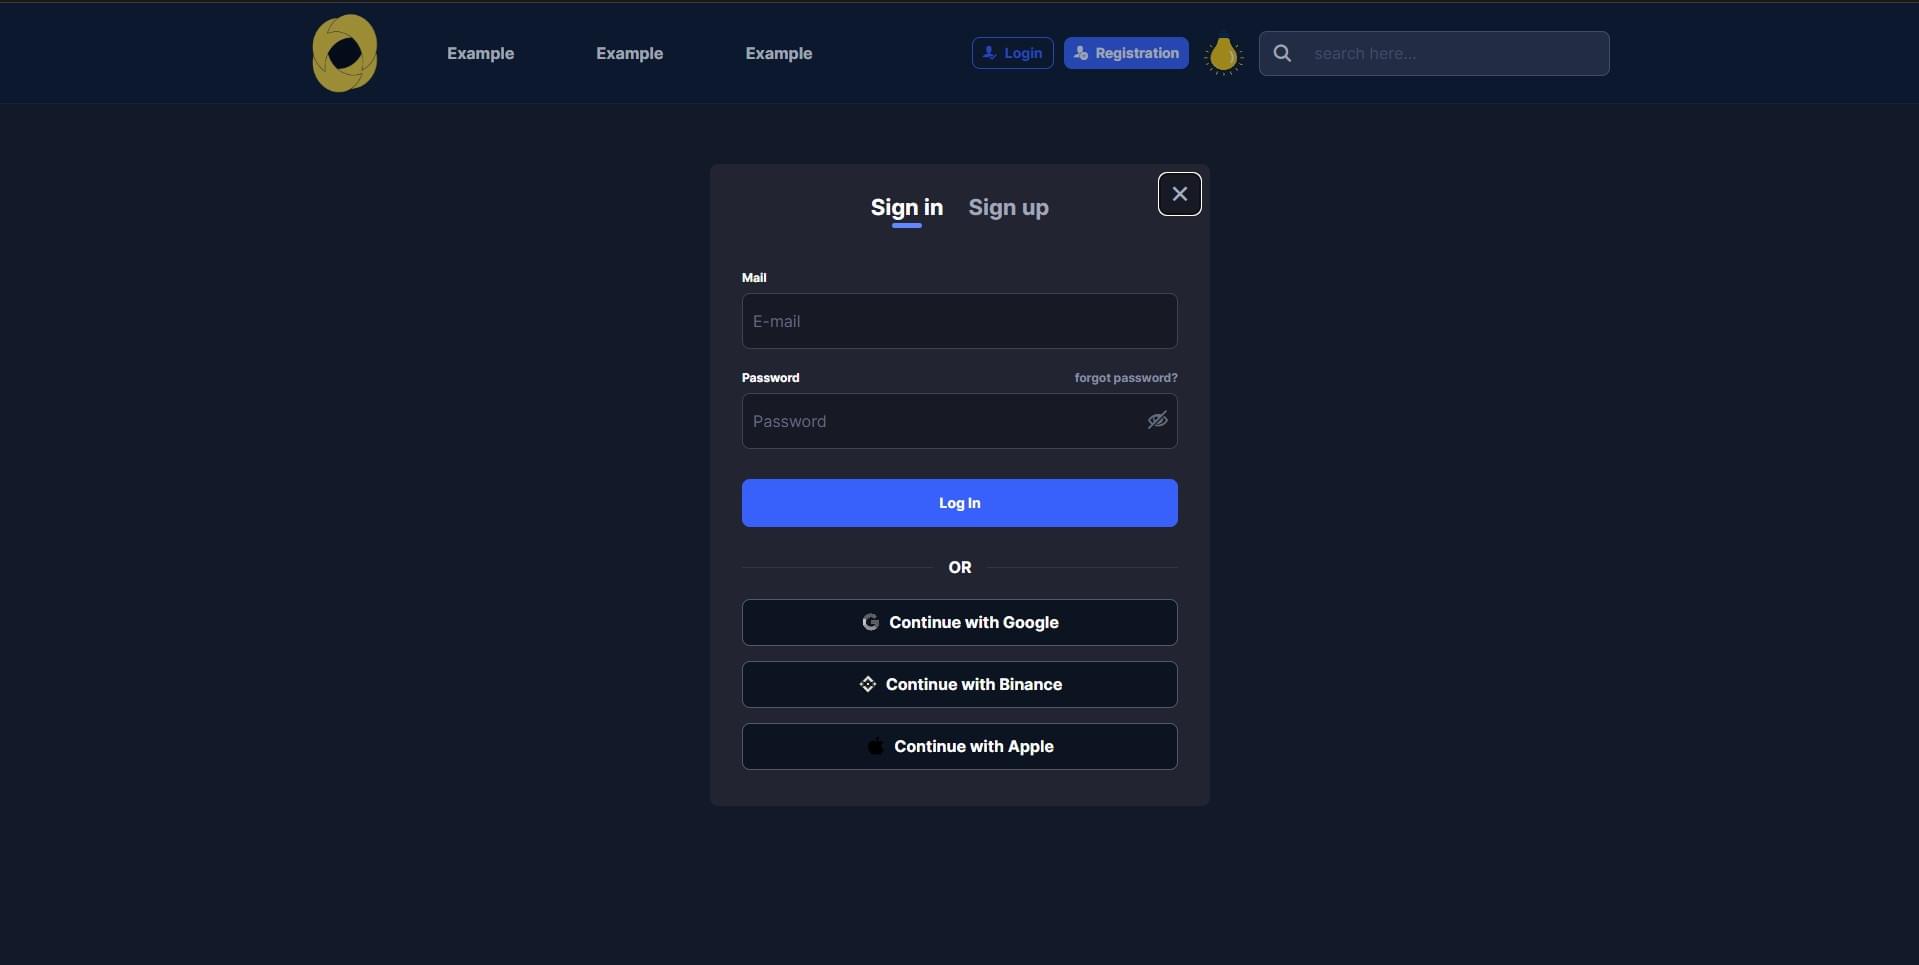 Example
Example
Example
Login
Registration
search here...
Sign in
Sign up
Mail
E-mail
Password
forgot password?
Password
Log In
OR
Continue with Google
Continue with Binance
Continue with Apple